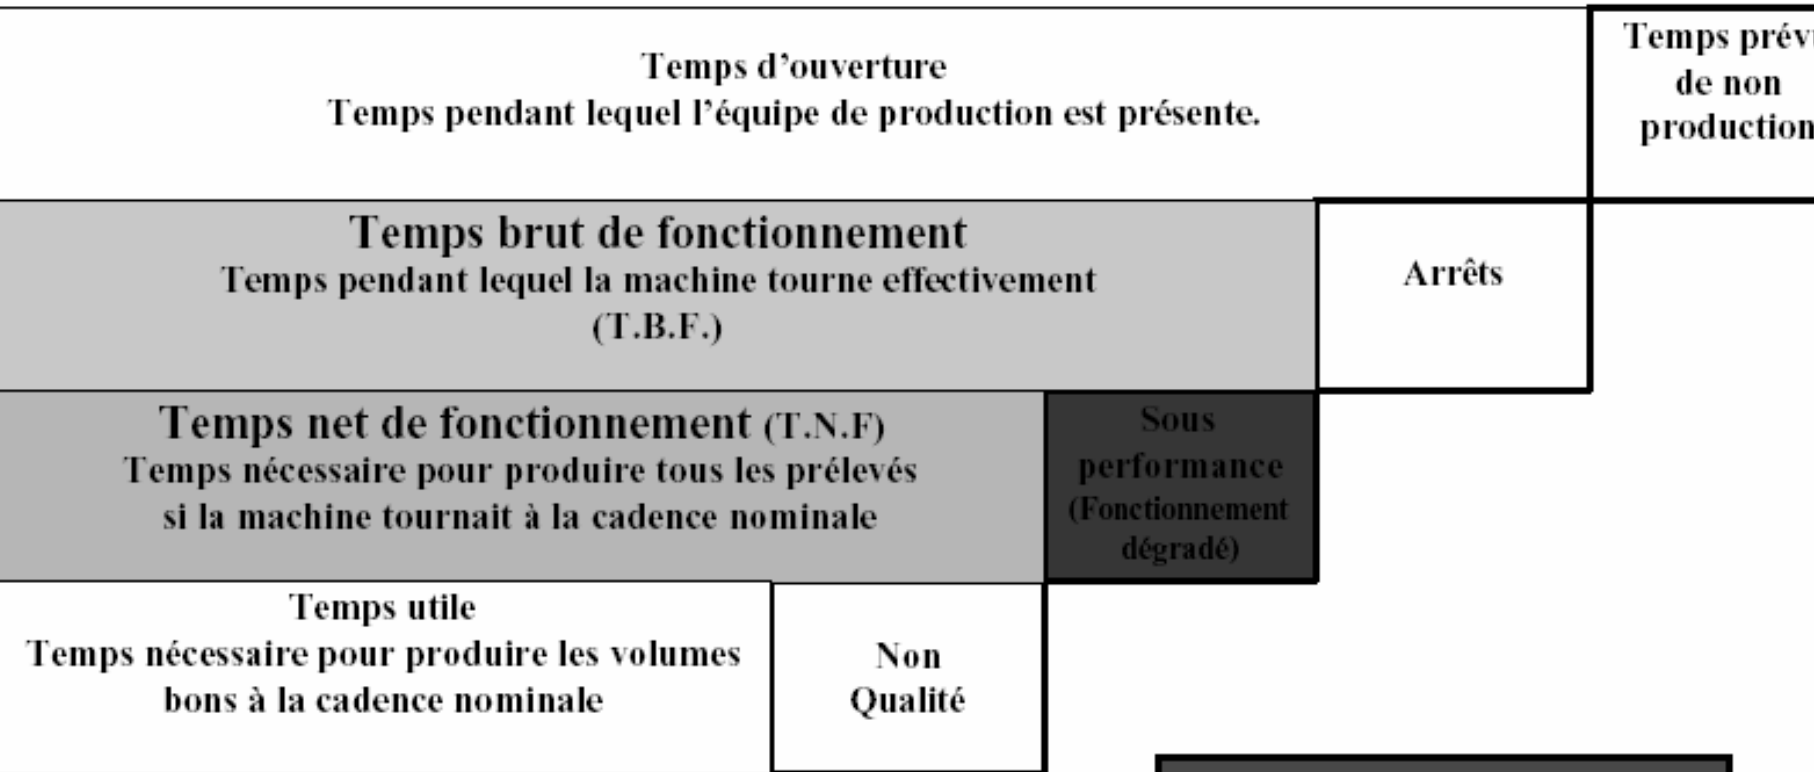 Temps d’ouverture
Temps pendant lequel l’équipe de production est présente.
Temps prévu
de non
production
Temps brut de fonctionnement
Temps pendant lequel la machine tourne effectivement
(T.B.F.)
Arrêts
Temps net de fonctionnement (T.N.F)
Temps nécessaire pour produire tous les prélevés
si la machine tournait à la cadence nominale
Sous
performance
(Fonctionnement
dégradé)
Temps utile
Temps nécessaire pour produire les volumes
bons à la cadence nominale
Non
Qualité